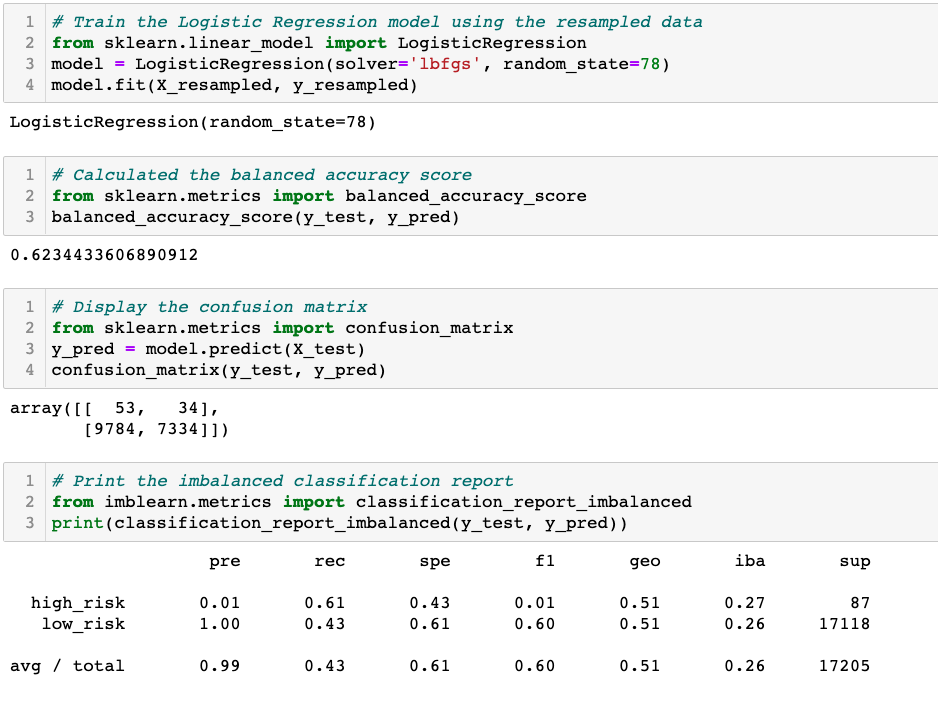 1 # Train the Logistic Regression model using the resampled data
2 from sklearn.linear_model import LogisticRegression
3 model = LogisticRegression(solver='lbfgs', random_state=78)
4 model.fit(X_resampled, y_resampled)
LogisticRegression(random_state=78)
1 # Calculated the balanced accuracy score
2 from sklearn.metrics import balanced_accuracy_score
3 balanced_accuracy_score(y_test, y_pred)
0.6234433606890912
1 # Display the confusion matrix
2 from sklearn.metrics import confusion_matrix
3 y_pred = model.predict(X_test)
4 confusion_matrix(y_test, y_pred)
array([[  53,   34],
       [9784, 7334]])
1 # Print the imbalanced classification report
2 from imblearn.metrics import classification_report_imbalanced
3 print(classification_report_imbalanced(y_test, y_pred))
pre rec spe f1 geo iba sup
high_risk 0.01 0.61 0.43 0.01 0.51 0.27 87
low_risk 1.00 0.43 0.61 0.60 0.51 0.26 17118
avg / total 0.99 0.43 0.61 0.60 0.51 0.26 17205